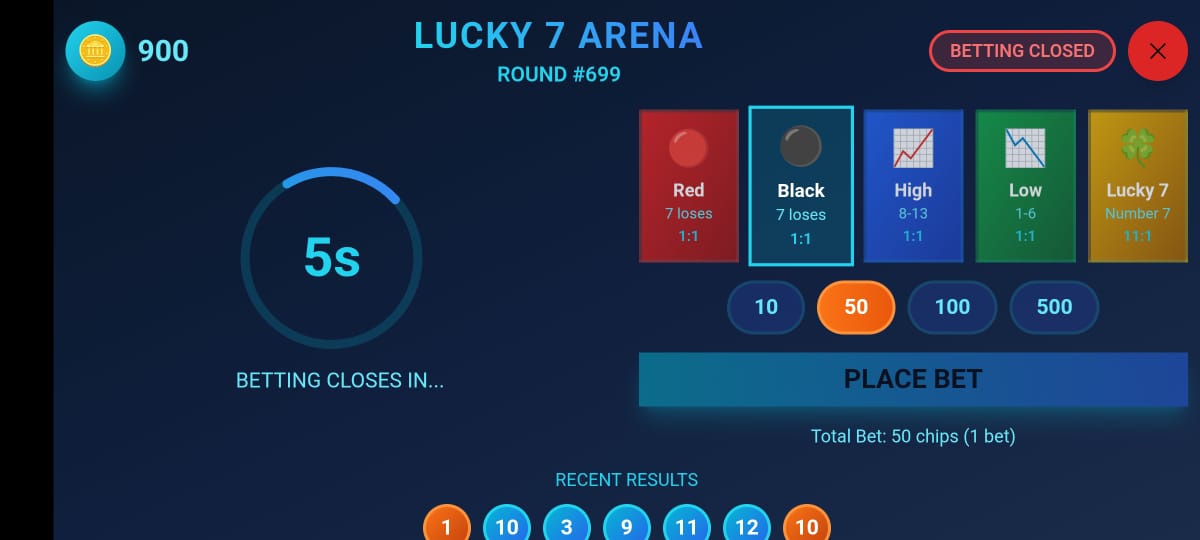 900
LUCKY 7 ARENA
ROUND #699
BETTING CLOSED
5s
BETTING CLOSES IN...
Red
7 loses
1:1
Black
7 loses
1:1
High
8-13
1:1
Low
1-6
1:1
Lucky 7
Number 7
11:1
10 50 100 500
PLACE BET
Total Bet: 50 chips (1 bet)
RECENT RESULTS
1 10 3 9 11 12 10